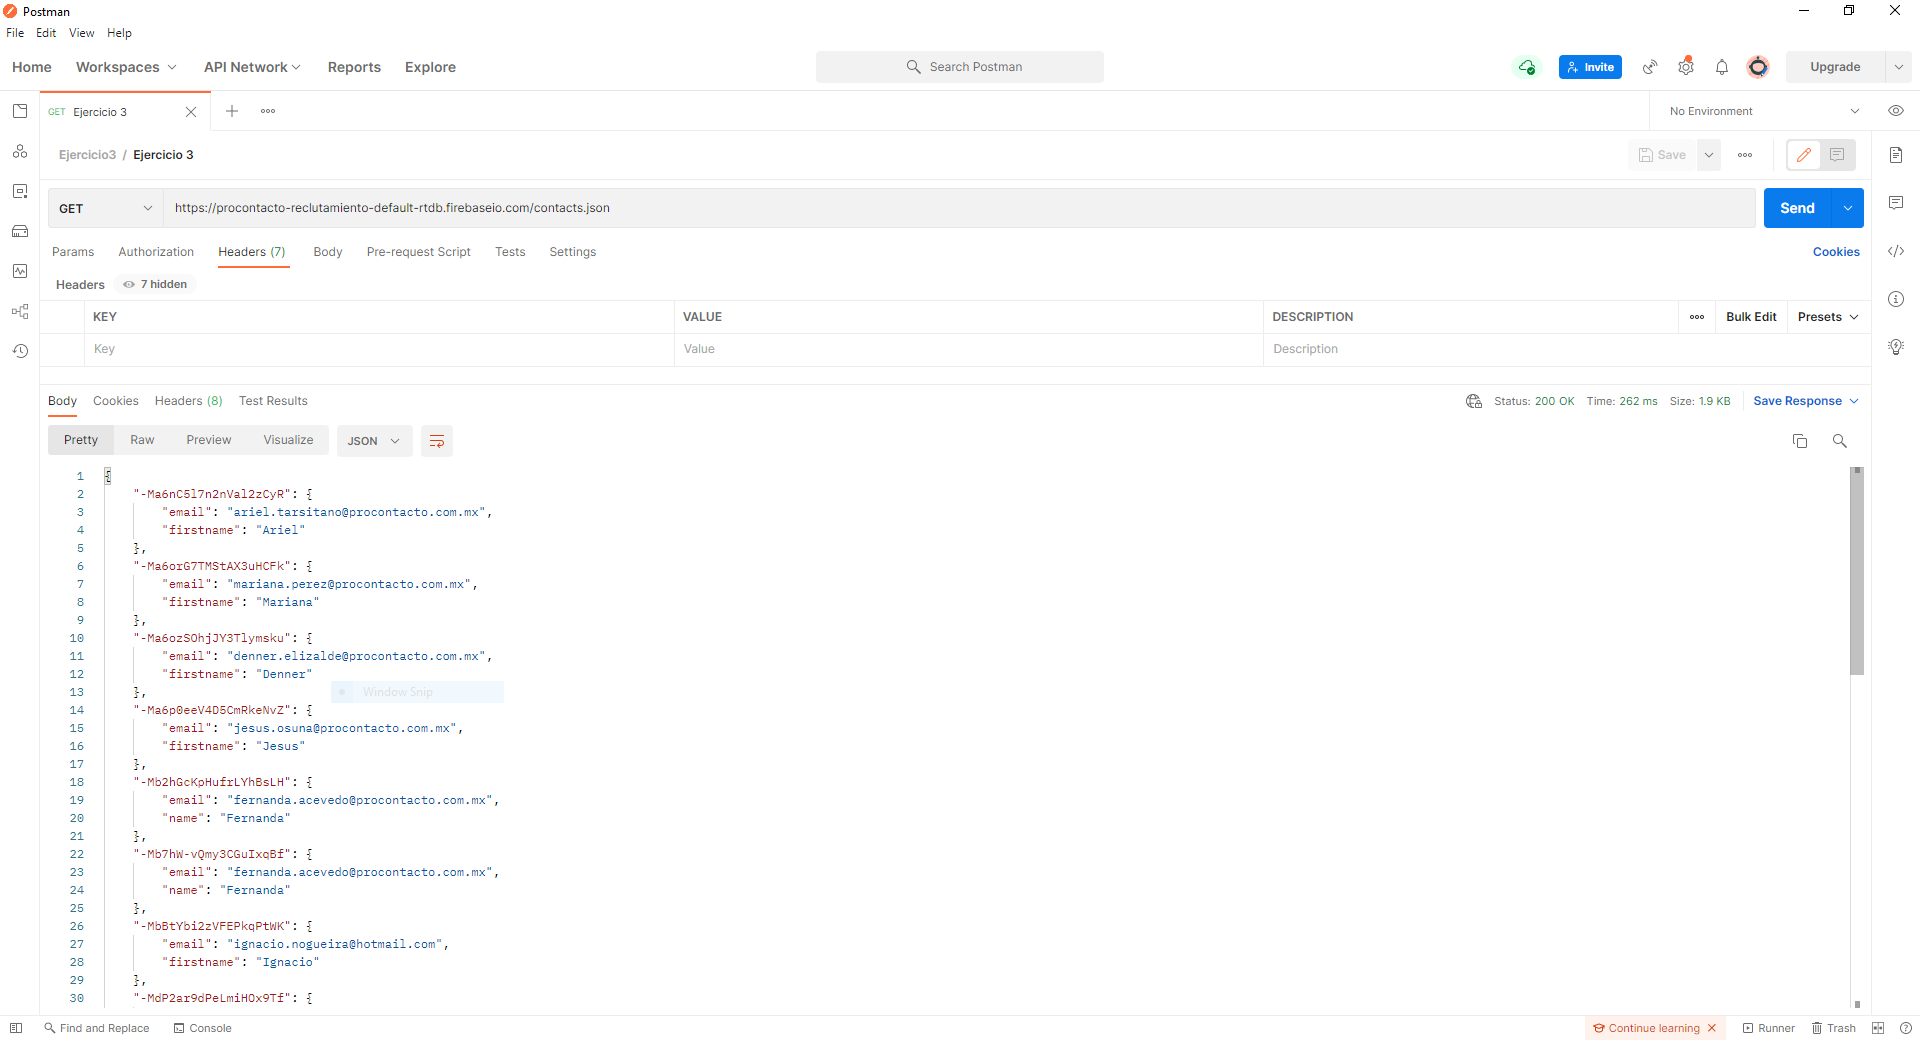 Postman
File Edit View Help
Home Workspaces API Network Reports Explore Search Postman Invite Upgrade
GET Ejercicio 3 No Environment
Ejercicio3 / Ejercicio 3 Save
GET https://procontacto-reclutamiento-default-rtdb.firebaseio.com/contacts.json Send
Params Authorization Headers (7) Body Pre-request Script Tests Settings Cookies
Headers 7 hidden
KEY VALUE DESCRIPTION Bulk Edit Presets
Key Value Description
Body Cookies Headers (8) Test Results Status: 200 OK Time: 262 ms Size: 1.9 KB Save Response
Pretty Raw Preview Visualize JSON
1 {
2 "-Ma6nC5l7n2nVal2zCyR": {
3 "email": "ariel.tarsitano@procontacto.com.mx",
4 "firstname": "Ariel"
5 },
6 "-Ma6orG7TMStAX3uHCFk": {
7 "email": "mariana.perez@procontacto.com.mx",
8 "firstname": "Mariana"
9 },
10 "-Ma6ozSOhjJY3Tlymsku": {
11 "email": "denner.elizalde@procontacto.com.mx",
12 "firstname": "Denner"
13 }, Window Snip
14 "-Ma6p0eeV4D5CmRkeNvZ": {
15 "email": "jesus.osuna@procontacto.com.mx",
16 "firstname": "Jesus"
17 },
18 "-Mb2hGcKpHufrLYhBsLH": {
19 "email": "fernanda.acevedo@procontacto.com.mx",
20 "name": "Fernanda"
21 },
22 "-Mb7hW-vQmy3CGuIxqBf": {
23 "email": "fernanda.acevedo@procontacto.com.mx",
24 "name": "Fernanda"
25 },
26 "-MbBtYbi2zVFEPkqPtWK": {
27 "email": "ignacio.nogueira@hotmail.com",
28 "firstname": "Ignacio"
29 },
30 "-MdP2ar9dPeLmiHOx9Tf": {
Find and Replace Console Continue learning Runner Trash